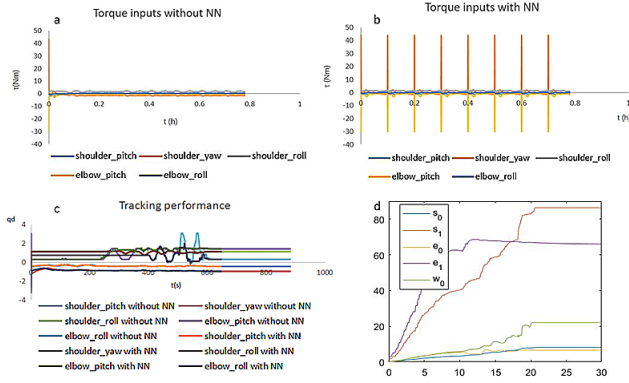 Torque inputs without NN
a
τ(Nm)
50
40
30
20
10
0
-10
-20
-30
-40
0
0.2
0.4
0.6
0.8
1
t (h)
shoulder_pitch shoulder_yaw shoulder_roll
elbow_pitch elbow_roll
Torque inputs with NN
b
τ (Nm)
50
40
30
20
10
0
-10
-20
-30
-40
0
0.2
0.4
0.6
0.8
1
t (h)
shoulder_pitch shoulder_yaw shoulder_roll
elbow_pitch elbow_roll
c
Tracking performance
qd
4
2
0
-2
-4
0
200
400
600
800
1000
t(s)
shoulder_pitch without NN shoulder_yaw without NN
shoulder_roll without NN elbow_pitch without NN
elbow_roll without NN shoulder_pitch with NN
shoulder_yaw with NN shoulder_roll with NN
elbow_pitch with NN elbow_roll with NN
d
80
60
40
20
0
s0
s1
e0
e1
w0
0 5 10 15 20 25 30